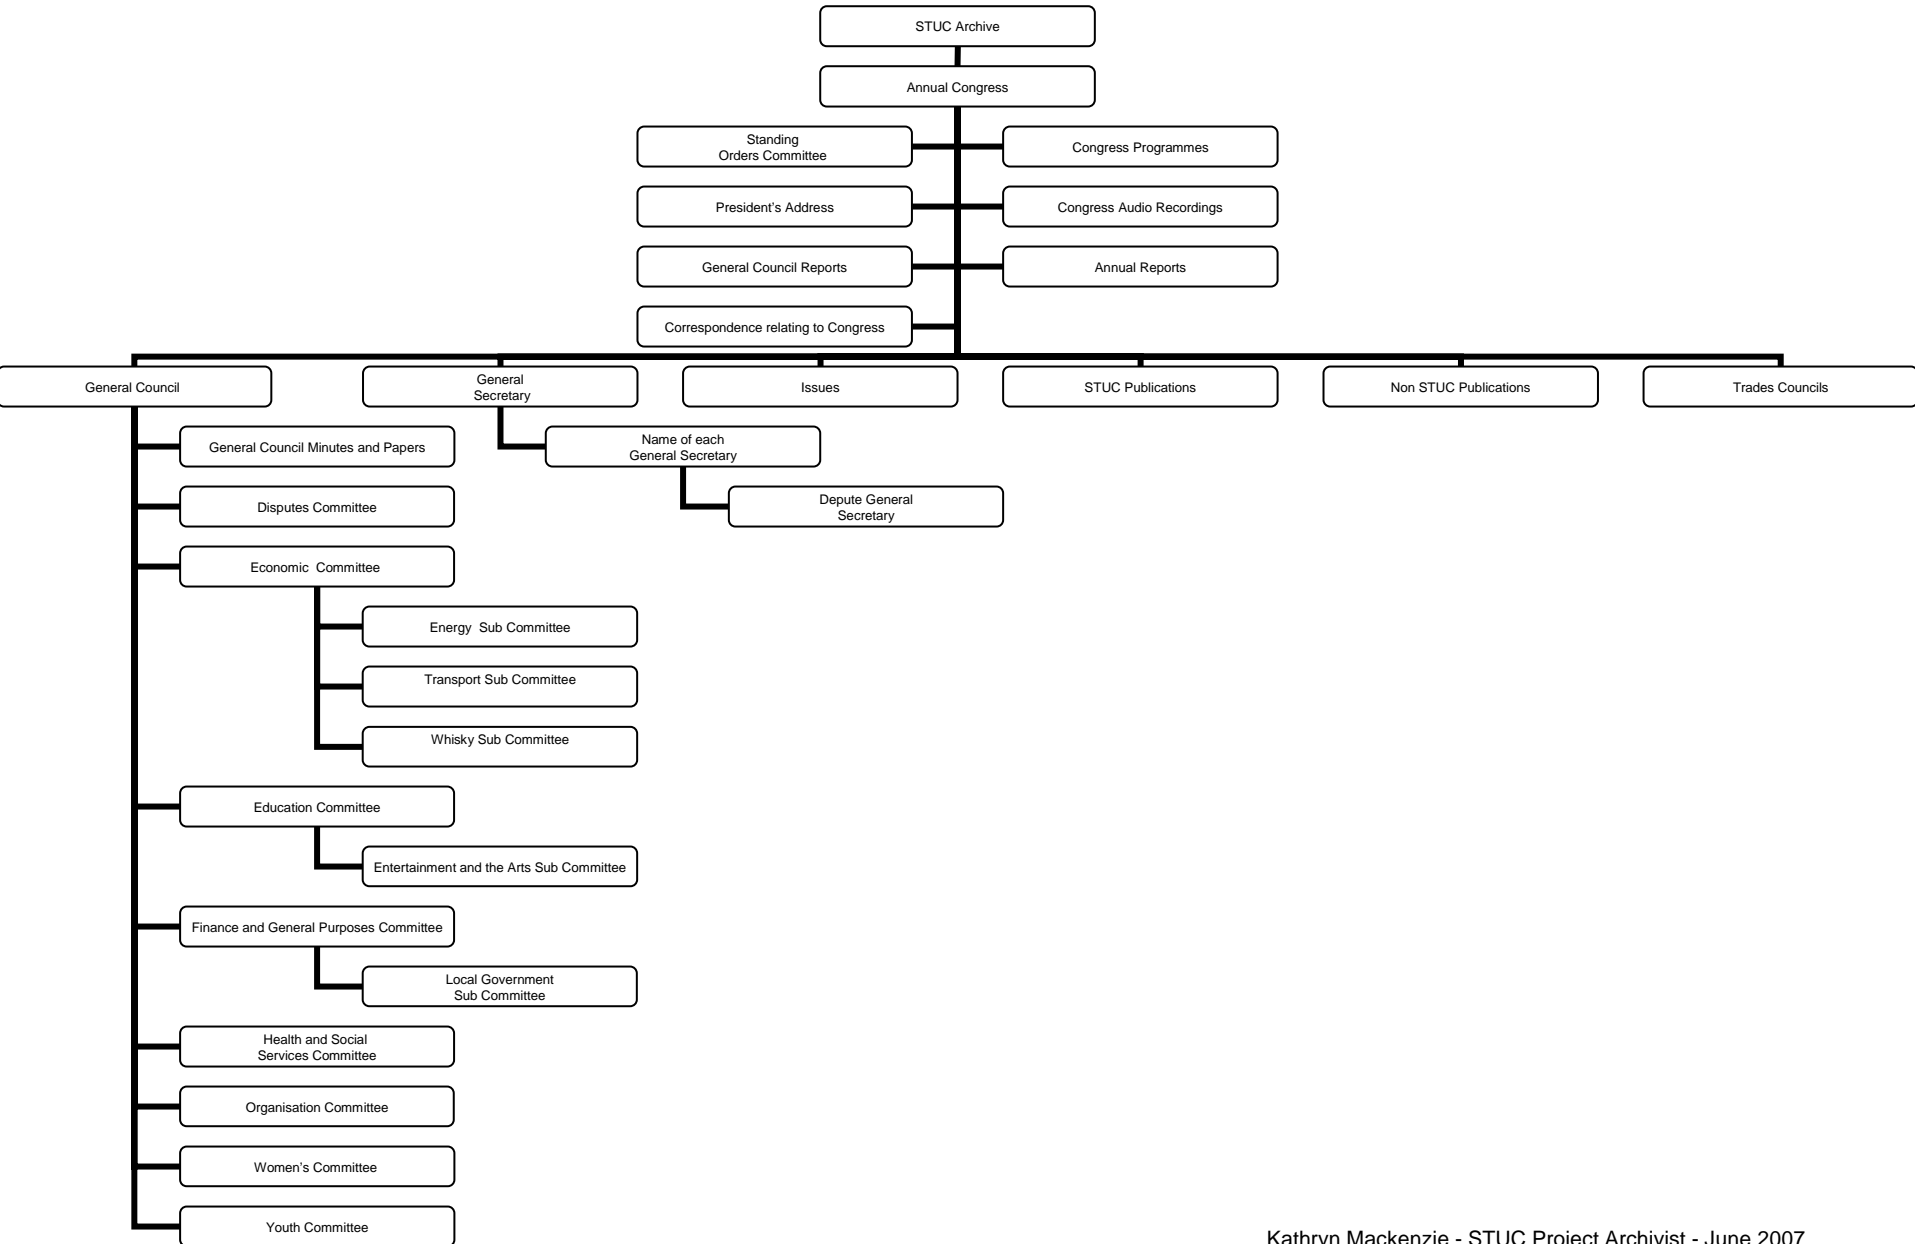 STUC Archive
Annual Congress
Standing
Orders Committee
Congress Programmes
President’s Address
Congress Audio Recordings
General Council Reports
Annual Reports
Correspondence relating to Congress
General Council
General
Secretary
Issues
STUC Publications
Non STUC Publications
Trades Councils
General Council Minutes and Papers
Name of each
General Secretary
Disputes Committee
Depute General
Secretary
Economic  Committee
Energy  Sub Committee
Transport Sub Committee
Whisky Sub Committee
Education Committee
Entertainment and the Arts Sub Committee
Finance and General Purposes Committee
Local Government
Sub Committee
Health and Social
Services Committee
Organisation Committee
Women’s Committee
Youth Committee
Kathryn Mackenzie - STUC Project Archivist - June 2007